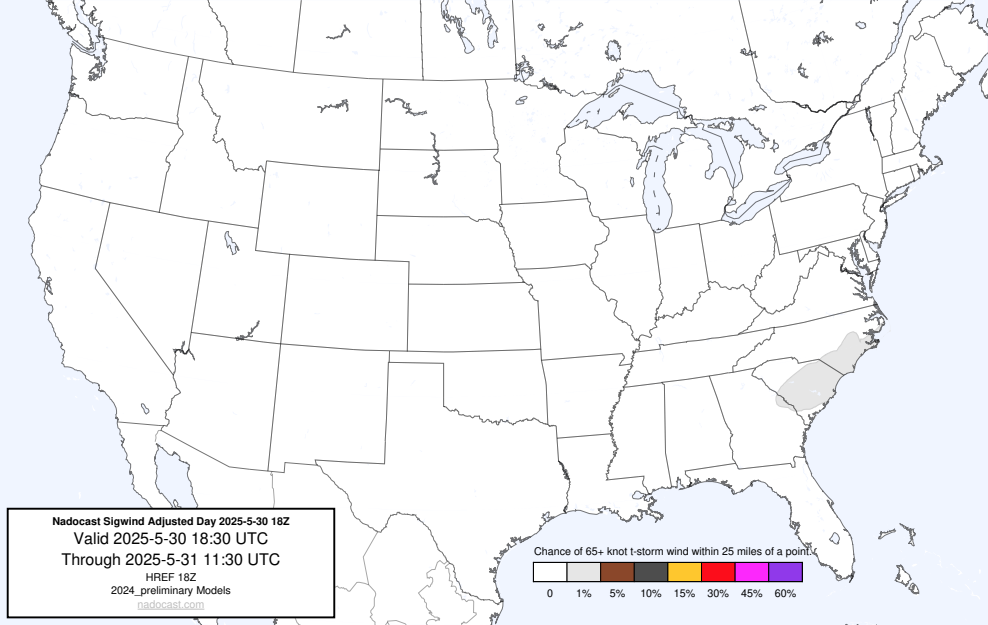 Nadocast Sigwind Adjusted Day 2025-5-30 18Z
Valid 2025-5-30 18:30 UTC
Through 2025-5-31 11:30 UTC
HREF 18Z
2024_preliminary Models
nadocast.com
Chance of 65+ knot t-storm wind within 25 miles of a point.
0 1% 5% 10% 15% 30% 45% 60%